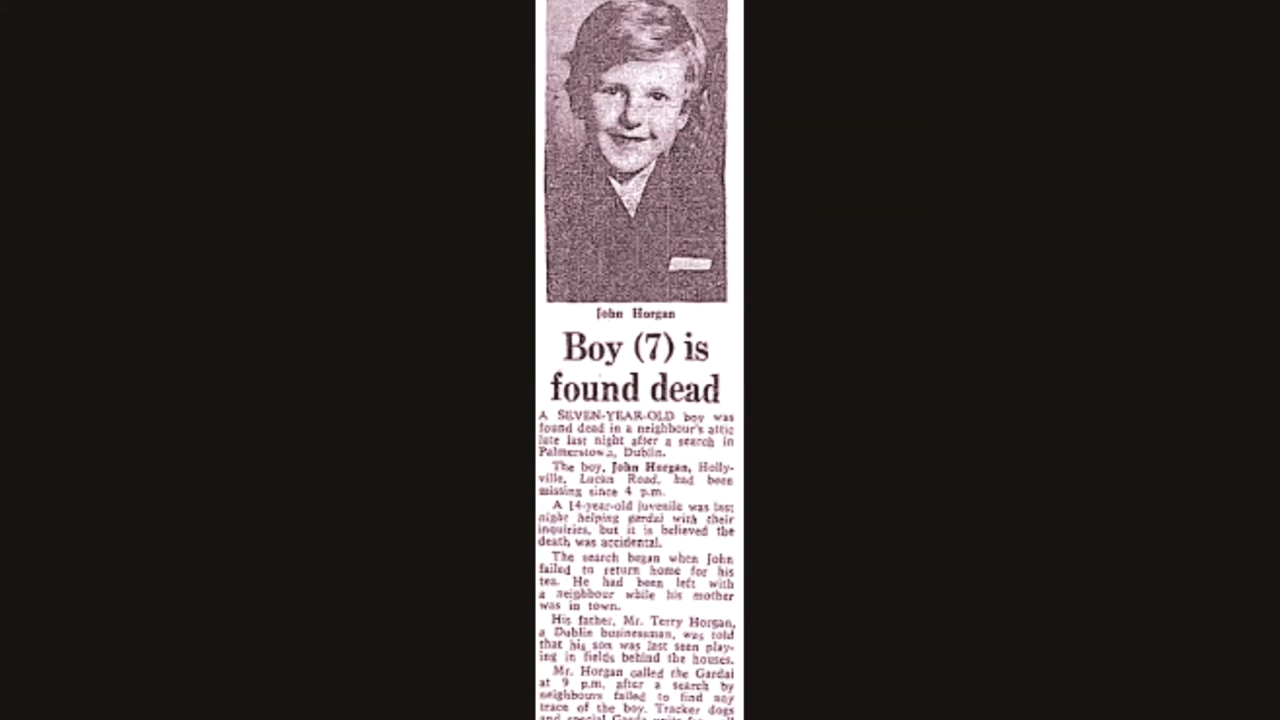 John Horgan
Boy (7) is
found dead
A SEVEN-YEAR-OLD boy was
found dead in a neighbour's attic
late last night after a search in
Palmerstown, Dublin.
The boy, John Horgan, Holly-
ville, Lucan Road, had been
missing since 4 p.m.
A 14-year-old juvenile was last
night helping gardai with their
inquiries, but it is believed the
death was accidental.
The search began when John
failed to return home for his
tea. He had been left with
a neighbour while his mother
was in town.
His father, Mr. Terry Horgan,
a Dublin businessman, was told
that his son was last seen play-
ing in fields behind the houses.
Mr. Horgan called the Gardai
at 9 p.m. after a search by
neighbours failed to find any
trace of the boy. Tracker dogs
and special Garda units